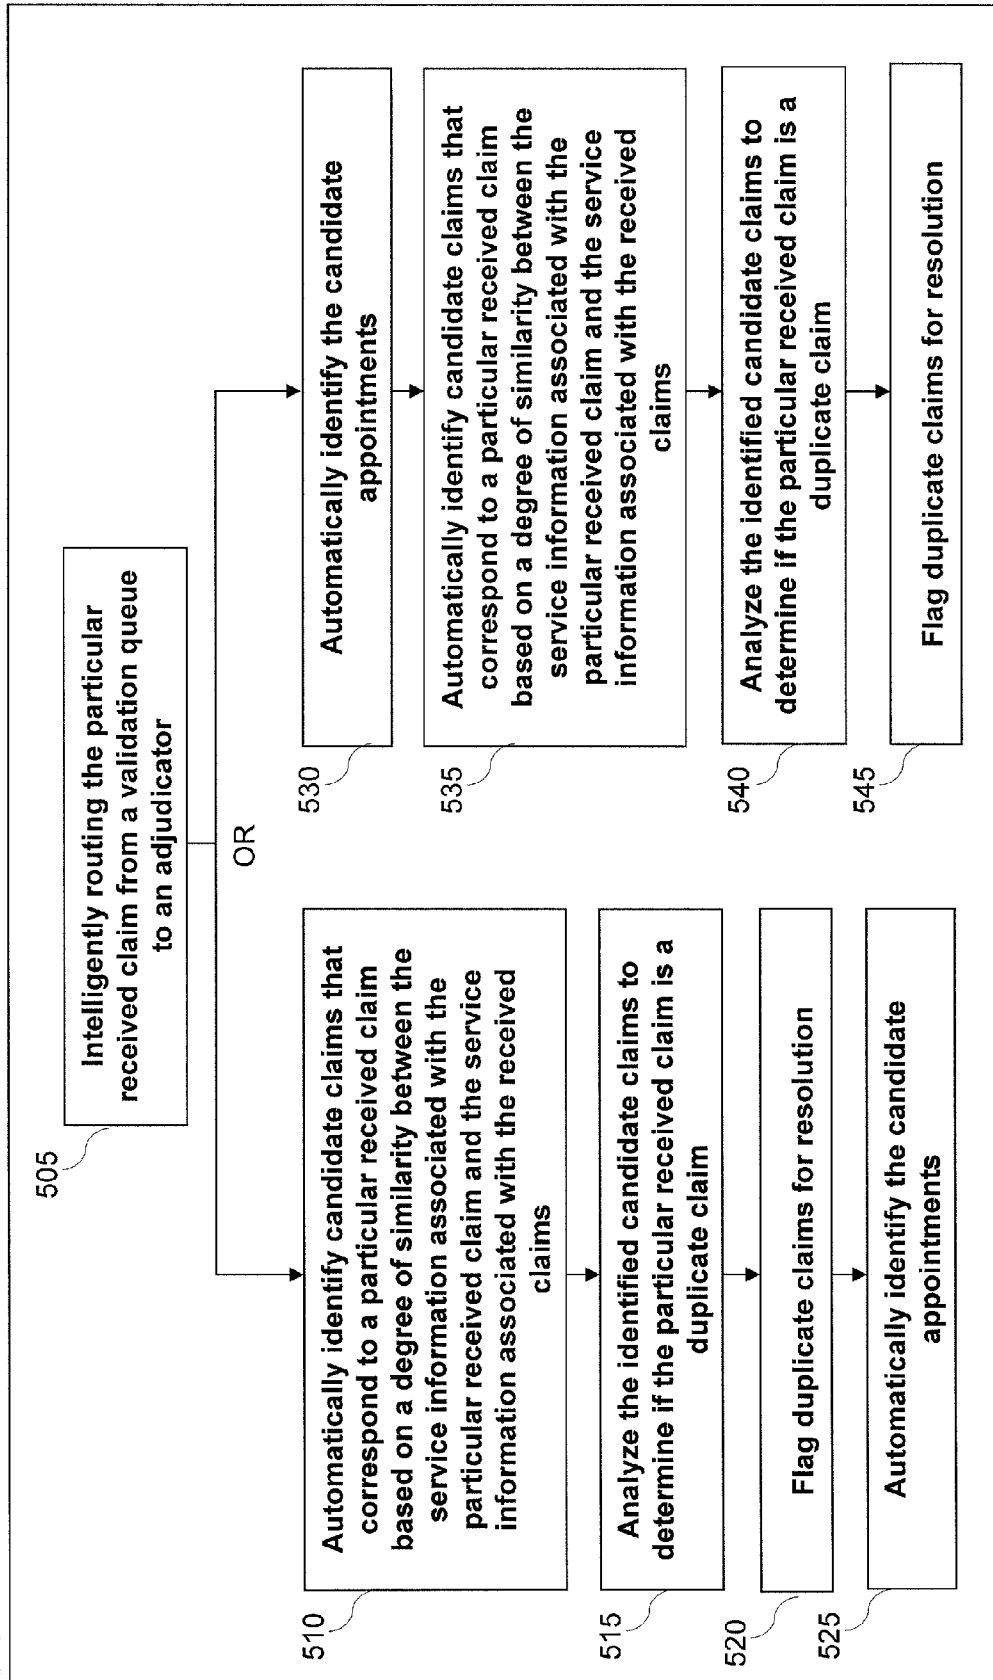 Intelligently routing the particular
received claim from a validation queue
to an adjudicator
505
OR
Automatically identify candidate claims that
correspond to a particular received claim
based on a degree of similarity between the
service information associated with the
particular received claim and the service
information associated with the received
claims
510
Analyze the identified candidate claims to
determine if the particular received claim is a
duplicate claim
515
Flag duplicate claims for resolution
520
Automatically identify the candidate
appointments
525
Automatically identify the candidate
appointments
530
Automatically identify candidate claims that
correspond to a particular received claim
based on a degree of similarity between the
service information associated with the
particular received claim and the service
information associated with the received
claims
535
Analyze the identified candidate claims to
determine if the particular received claim is a
duplicate claim
540
Flag duplicate claims for resolution
545